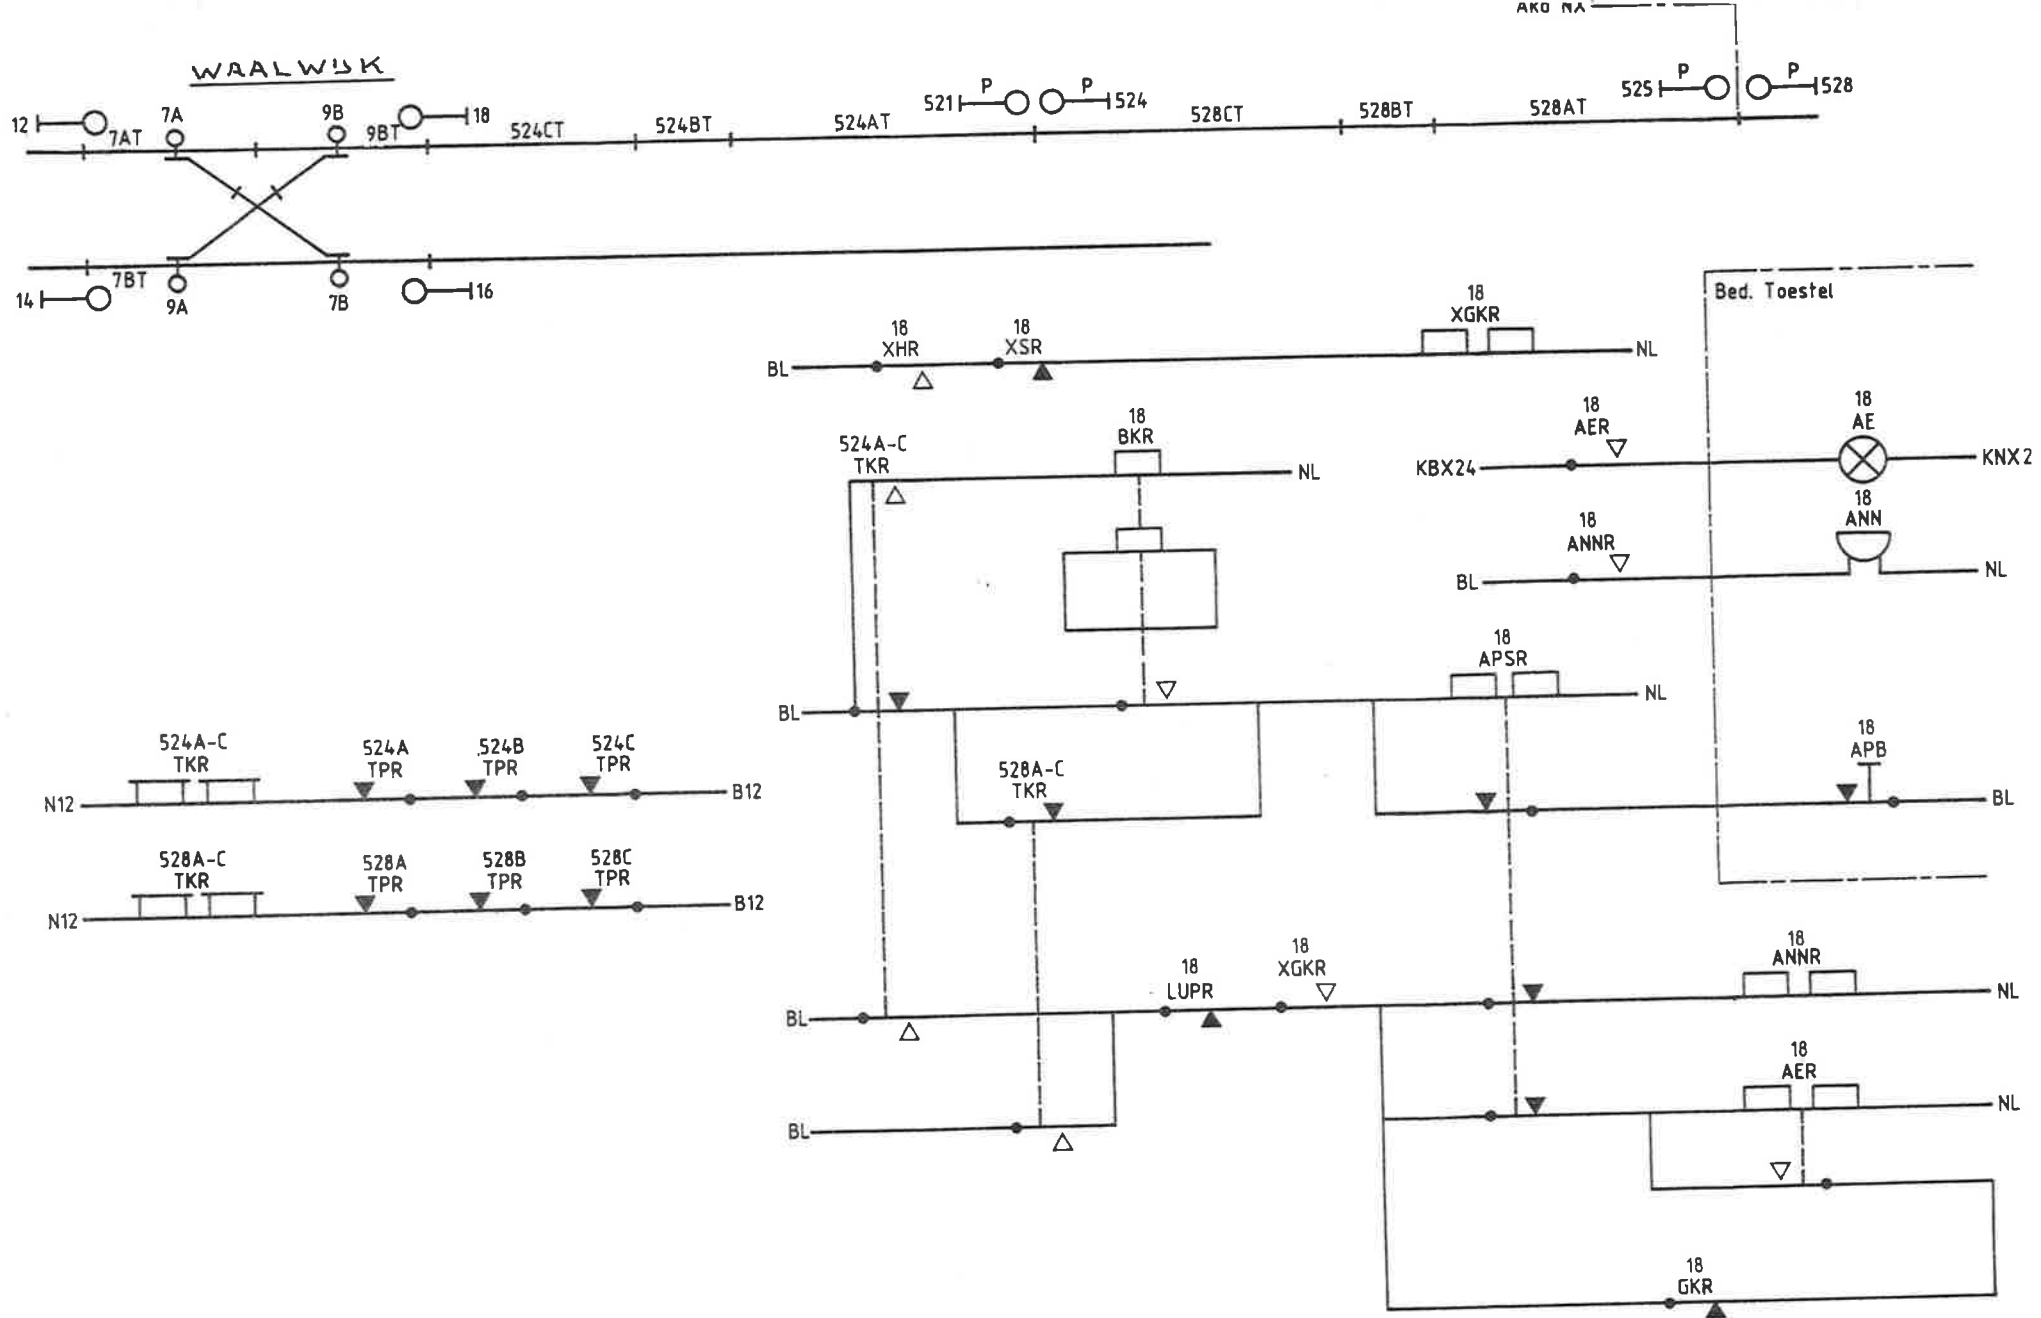 AKO NX
WAALWIJK
12
7AT
7A
9B
9BT
18
524CT
524BT
524AT
521
P
P
524
528CT
528BT
528AT
525
P
P
528
14
7BT
9A
7B
16
Bed. Toestel
BL
18
XHR
18
XSR
18
XGKR
NL
524A-C
TKR
18
BKR
NL
KBX24
18
AER
18
AE
KNX2
BL
18
ANNR
18
ANN
NL
BL
18
APSR
NL
528A-C
TKR
18
APB
BL
N12
524A-C
TKR
524A
TPR
524B
TPR
524C
TPR
B12
N12
528A-C
TKR
528A
TPR
528B
TPR
528C
TPR
B12
BL
18
LUPR
18
XGKR
18
ANNR
NL
BL
18
AER
NL
18
GKR